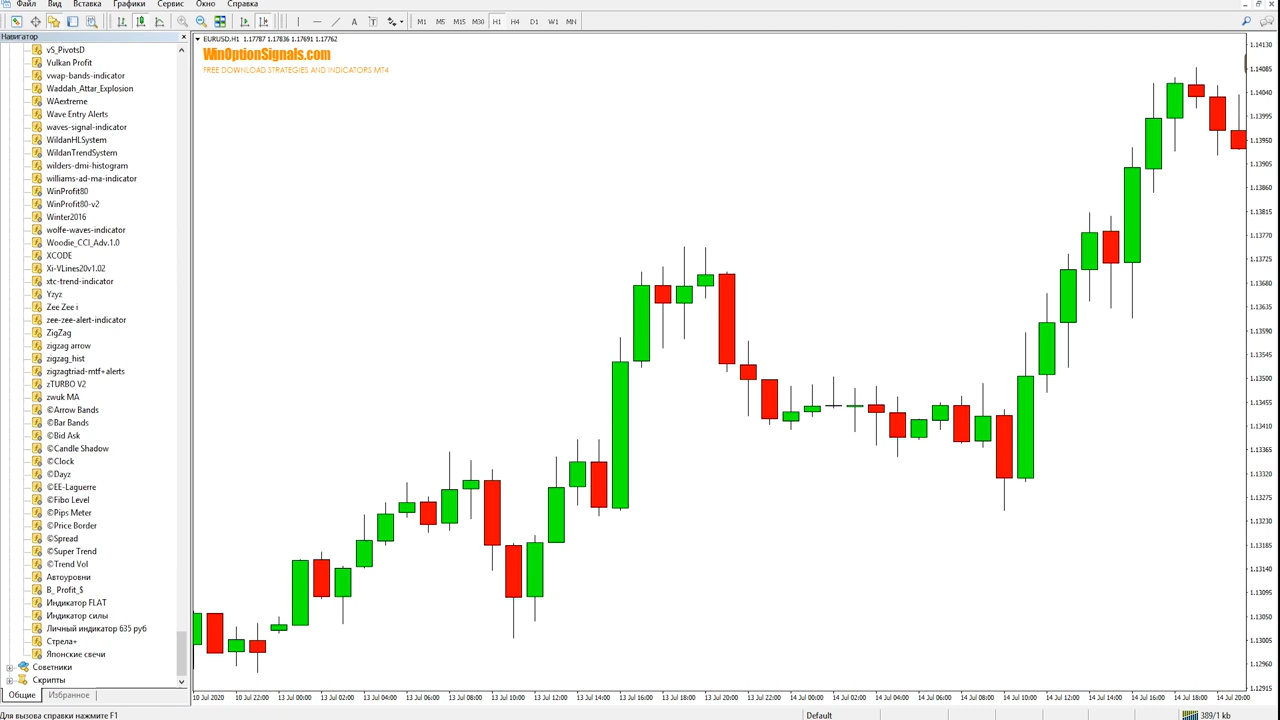 Файл Вид Вставка Графики Сервис Окно Справка
M1 M5 M15 M30 H1 H4 D1 W1 MN
Навигатор
vS_PivotsD
Vulkan Profit
vwap-bands-indicator
Waddah_Attar_Explosion
WAextreme
Wave Entry Alerts
waves-signal-indicator
WildanHLSystem
WildanTrendSystem
wilders-dmi-histogram
williams-ad-ma-indicator
WinProfit80
WinProfit80-v2
Winter2016
wolfe-waves-indicator
Woodie_CCI_Adv.1.0
XCODE
Xi-VLines20v1.02
xtc-trend-indicator
Yzyz
Zee Zee i
zee-zee-alert-indicator
ZigZag
zigzag arrow
zigzag_hist
zigzagtriad-mtf+alerts
zTURBO V2
zwuk MA
©Arrow Bands
©Bar Bands
©Bid Ask
©Candle Shadow
©Clock
©Dayz
©EE-Laguerre
©Fibo Level
©Pips Meter
©Price Border
©Spread
©Super Trend
©Trend Vol
Автоуровни
B_ Profit_$
Индикатор FLAT
Индикатор силы
Личный индикатор 635 руб
Стрела+
Японские свечи
Советники
Скрипты
Общие Избранное
EURUSD,H1 1.17787 1.17836 1.17691 1.17762
WinOptionSignals.com
FREE DOWNLOAD STRATEGIES AND INDICATORS MT4
1.14130
1.14085
1.14040
1.13995
1.13950
1.13905
1.13860
1.13815
1.13770
1.13725
1.13680
1.13635
1.13590
1.13545
1.13500
1.13455
1.13410
1.13365
1.13320
1.13275
1.13230
1.13185
1.13140
1.13095
1.13050
1.13005
1.12960
1.12915
10 Jul 2020 10 Jul 22:00 13 Jul 00:00 13 Jul 02:00 13 Jul 04:00 13 Jul 06:00 13 Jul 08:00 13 Jul 10:00 13 Jul 12:00 13 Jul 14:00 13 Jul 16:00 13 Jul 18:00 13 Jul 20:00 13 Jul 22:00 14 Jul 00:00 14 Jul 02:00 14 Jul 04:00 14 Jul 06:00 14 Jul 08:00 14 Jul 10:00 14 Jul 12:00 14 Jul 14:00 14 Jul 16:00 14 Jul 18:00 14 Jul 20:00
Для вызова справки нажмите F1 Default 389/1 kb